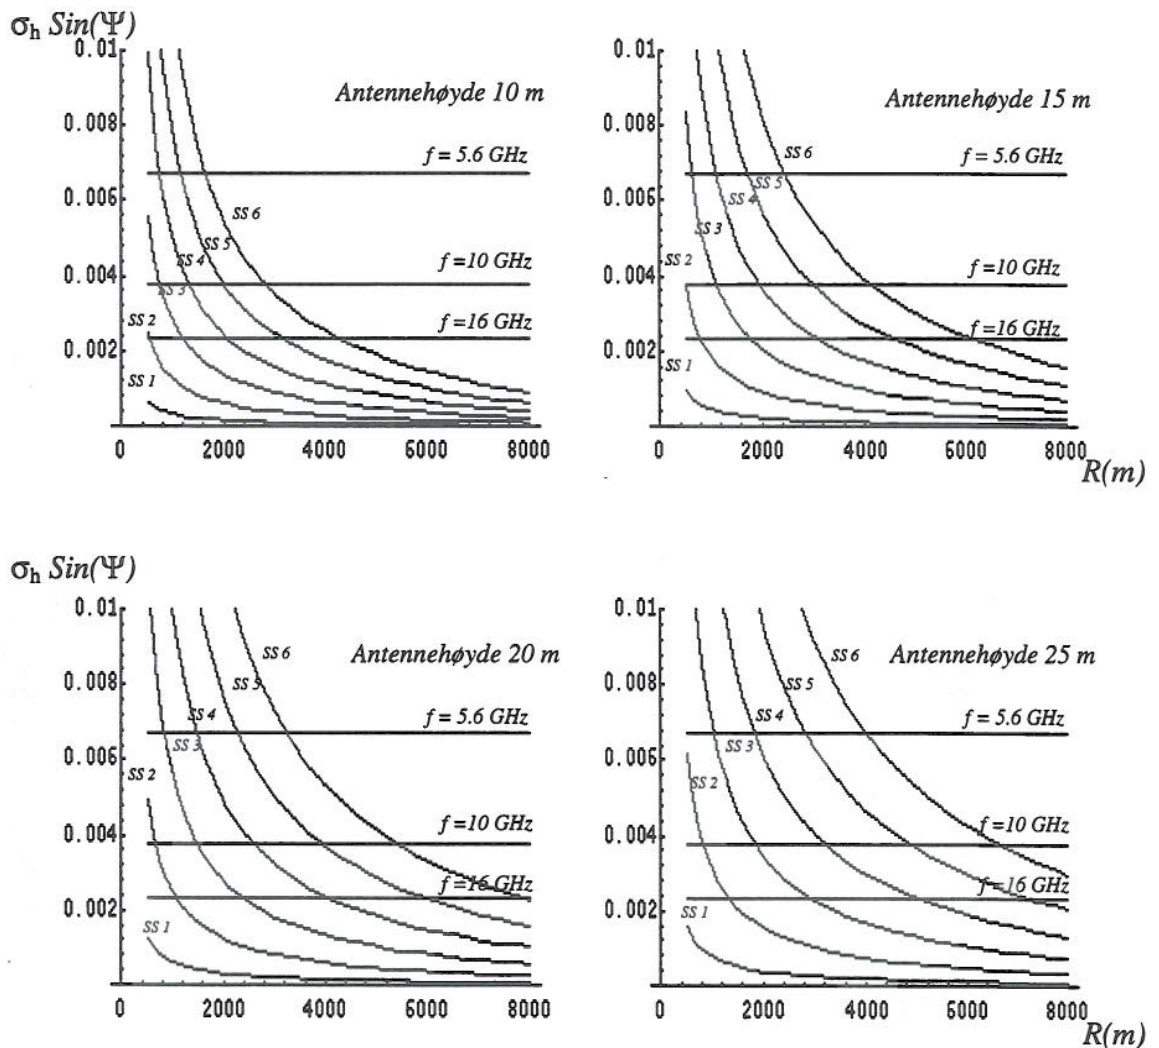 σh Sin(Ψ)
0.01
0.008
0.006
0.004
0.002
0
2000
4000
6000
8000
Antennehøyde 10 m
f = 5.6 GHz
f =10 GHz
f =16 GHz
SS 6
SS 5
SS 4
SS 3
SS 2
SS 1
0.01
0.008
0.006
0.004
0.002
0
2000
4000
6000
8000
R(m)
Antennehøyde 15 m
f = 5.6 GHz
f =10 GHz
f =16 GHz
SS 6
SS 5
SS 4
SS 3
SS 2
SS 1
σh Sin(Ψ)
0.01
0.008
0.006
0.004
0.002
0
2000
4000
6000
8000
Antennehøyde 20 m
f = 5.6 GHz
f =10 GHz
f =16 GHz
SS 6
SS 5
SS 4
SS 3
SS 2
SS 1
0.01
0.008
0.006
0.004
0.002
0
2000
4000
6000
8000
R(m)
Antennehøyde 25 m
f = 5.6 GHz
f =10 GHz
f =16 GHz
SS 6
SS 5
SS 4
SS 3
SS 2
SS 1